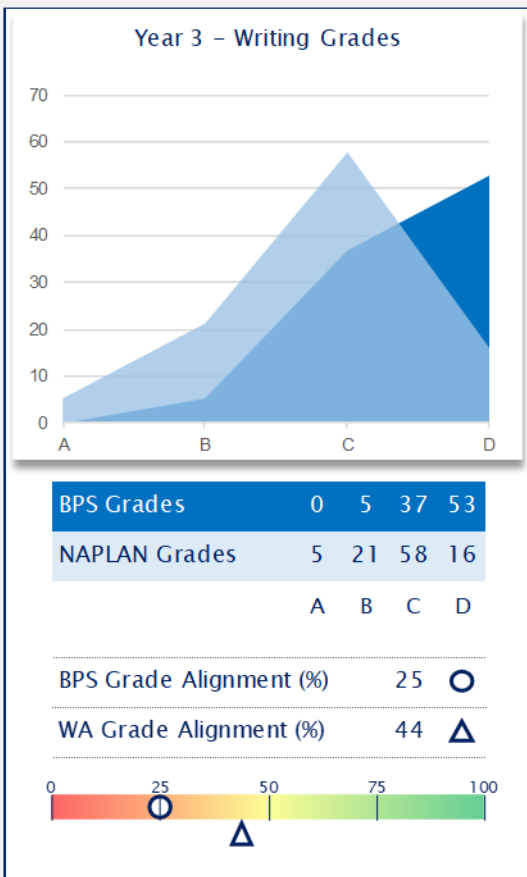 Year 3 – Writing Grades
70
60
50
40
30
20
10
0
A B C D
BPS Grades 0 5 37 53
NAPLAN Grades 5 21 58 16
A B C D
BPS Grade Alignment (%) 25
WA Grade Alignment (%) 44
0 25 50 75 100